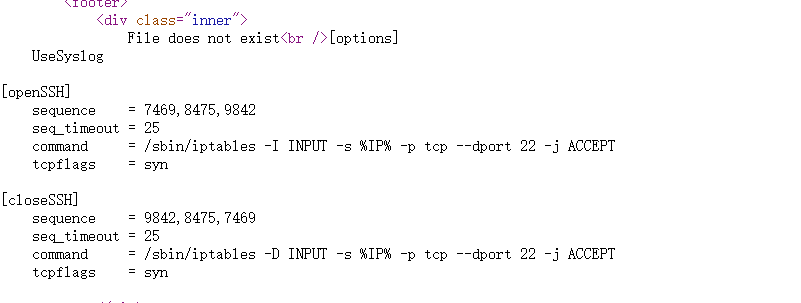 <footer>
<div class="inner">
File does not exist<br />[options]
UseSyslog
[openSSH]
sequence = 7469,8475,9842
seq_timeout = 25
command = /sbin/iptables -I INPUT -s %IP% -p tcp --dport 22 -j ACCEPT
tcpflags = syn
[closeSSH]
sequence = 9842,8475,7469
seq_timeout = 25
command = /sbin/iptables -D INPUT -s %IP% -p tcp --dport 22 -j ACCEPT
tcpflags = syn